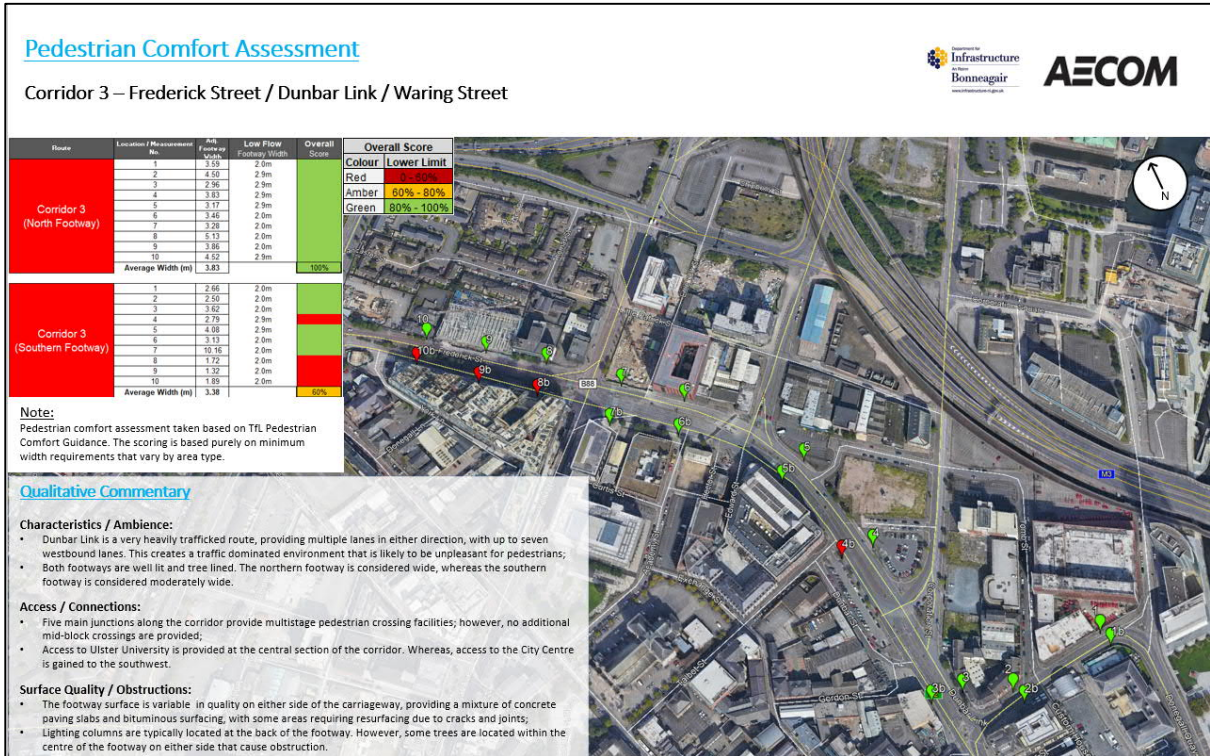 Pedestrian Comfort Assessment
Corridor 3 – Frederick Street / Dunbar Link / Waring Street
Department for
Infrastructure
An Roinn
Bonneagair
www.infrastructure-ni.gov.uk
AECOM
Route Location / Measurement No. Adj. Footway Width Low Flow Footway Width Overall Score
Corridor 3 (North Footway)
1 3.59 2.0m
2 4.50 2.9m
3 2.96 2.9m
4 3.83 2.9m
5 3.17 2.9m
6 3.46 2.0m
7 3.28 2.0m
8 5.13 2.0m
9 3.86 2.0m
10 4.52 2.9m
Average Width (m) 3.83 100%
Corridor 3 (Southern Footway)
1 2.66 2.0m
2 2.50 2.0m
3 3.62 2.0m
4 2.79 2.9m
5 4.08 2.9m
6 3.13 2.0m
7 10.16 2.0m
8 1.72 2.0m
9 1.32 2.0m
10 1.89 2.0m
Average Width (m) 3.38 60%
Overall Score
Colour Lower Limit
Red 0 - 60%
Amber 60% - 80%
Green 80% - 100%
Note:
Pedestrian comfort assessment taken based on TfL Pedestrian
Comfort Guidance. The scoring is based purely on minimum
width requirements that vary by area type.
Qualitative Commentary
Characteristics / Ambience:
• Dunbar Link is a very heavily trafficked route, providing multiple lanes in either direction, with up to seven
westbound lanes. This creates a traffic dominated environment that is likely to be unpleasant for pedestrians;
• Both footways are well lit and tree lined. The northern footway is considered wide, whereas the southern
footway is considered moderately wide.
Access / Connections:
• Five main junctions along the corridor provide multistage pedestrian crossing facilities; however, no additional
mid-block crossings are provided;
• Access to Ulster University is provided at the central section of the corridor. Whereas, access to the City Centre
is gained to the southwest.
Surface Quality / Obstructions:
• The footway surface is variable in quality on either side of the carriageway, providing a mixture of concrete
paving slabs and bituminous surfacing, with some areas requiring resurfacing due to cracks and joints;
• Lighting columns are typically located at the back of the footway. However, some trees are located within the
centre of the footway on either side that cause obstruction.
N
10
10b
Frederick St
9
9b
8
8b
B88
7b
6b
5
5b
4
4b
3
3b
2
2b
1
1b
M3
Curtis St
Edward St
Talbot St
Gordon St